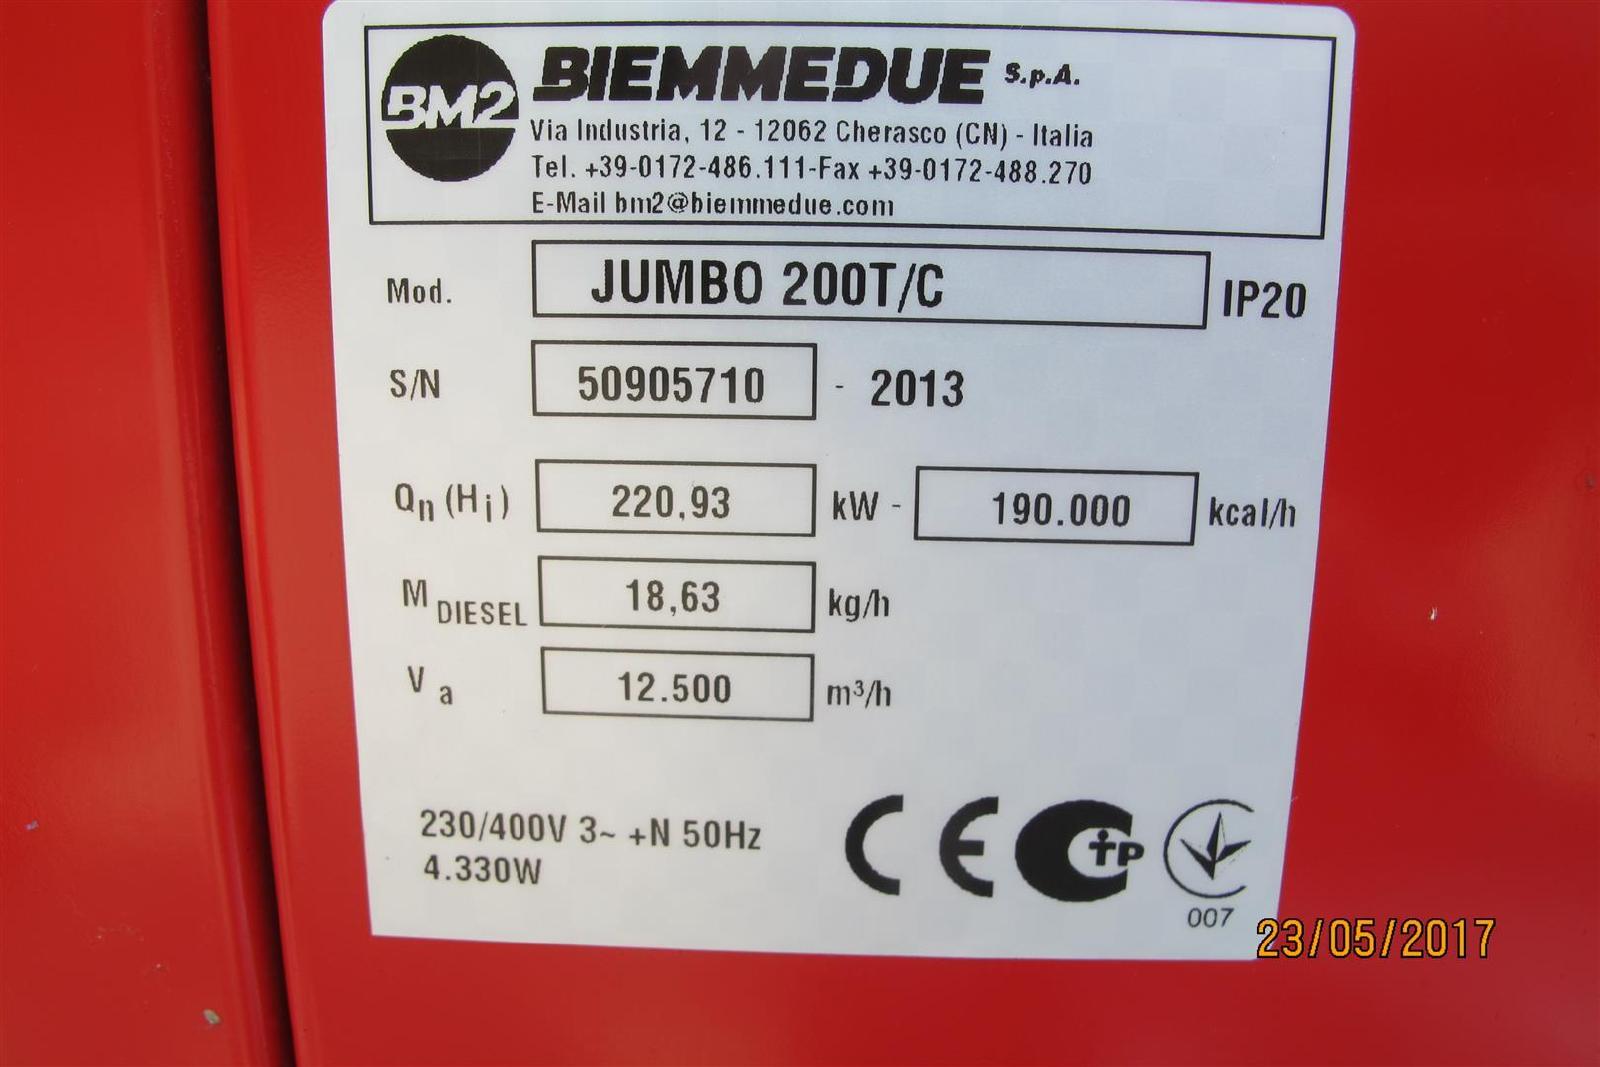 BM2 BIEMMEDUE S.p.A.
Via Industria, 12 - 12062 Cherasco (CN) - Italia
Tel. +39-0172-486.111-Fax +39-0172-488.270
E-Mail bm2@biemmedue.com
Mod. JUMBO 200T/C IP20
S/N 50905710 - 2013
Qn (Hi) 220,93 kW - 190.000 kcal/h
M DIESEL 18,63 kg/h
V a 12.500 m³/h
230/400V 3~ +N 50Hz
4.330W
CE
TP
007
23/05/2017